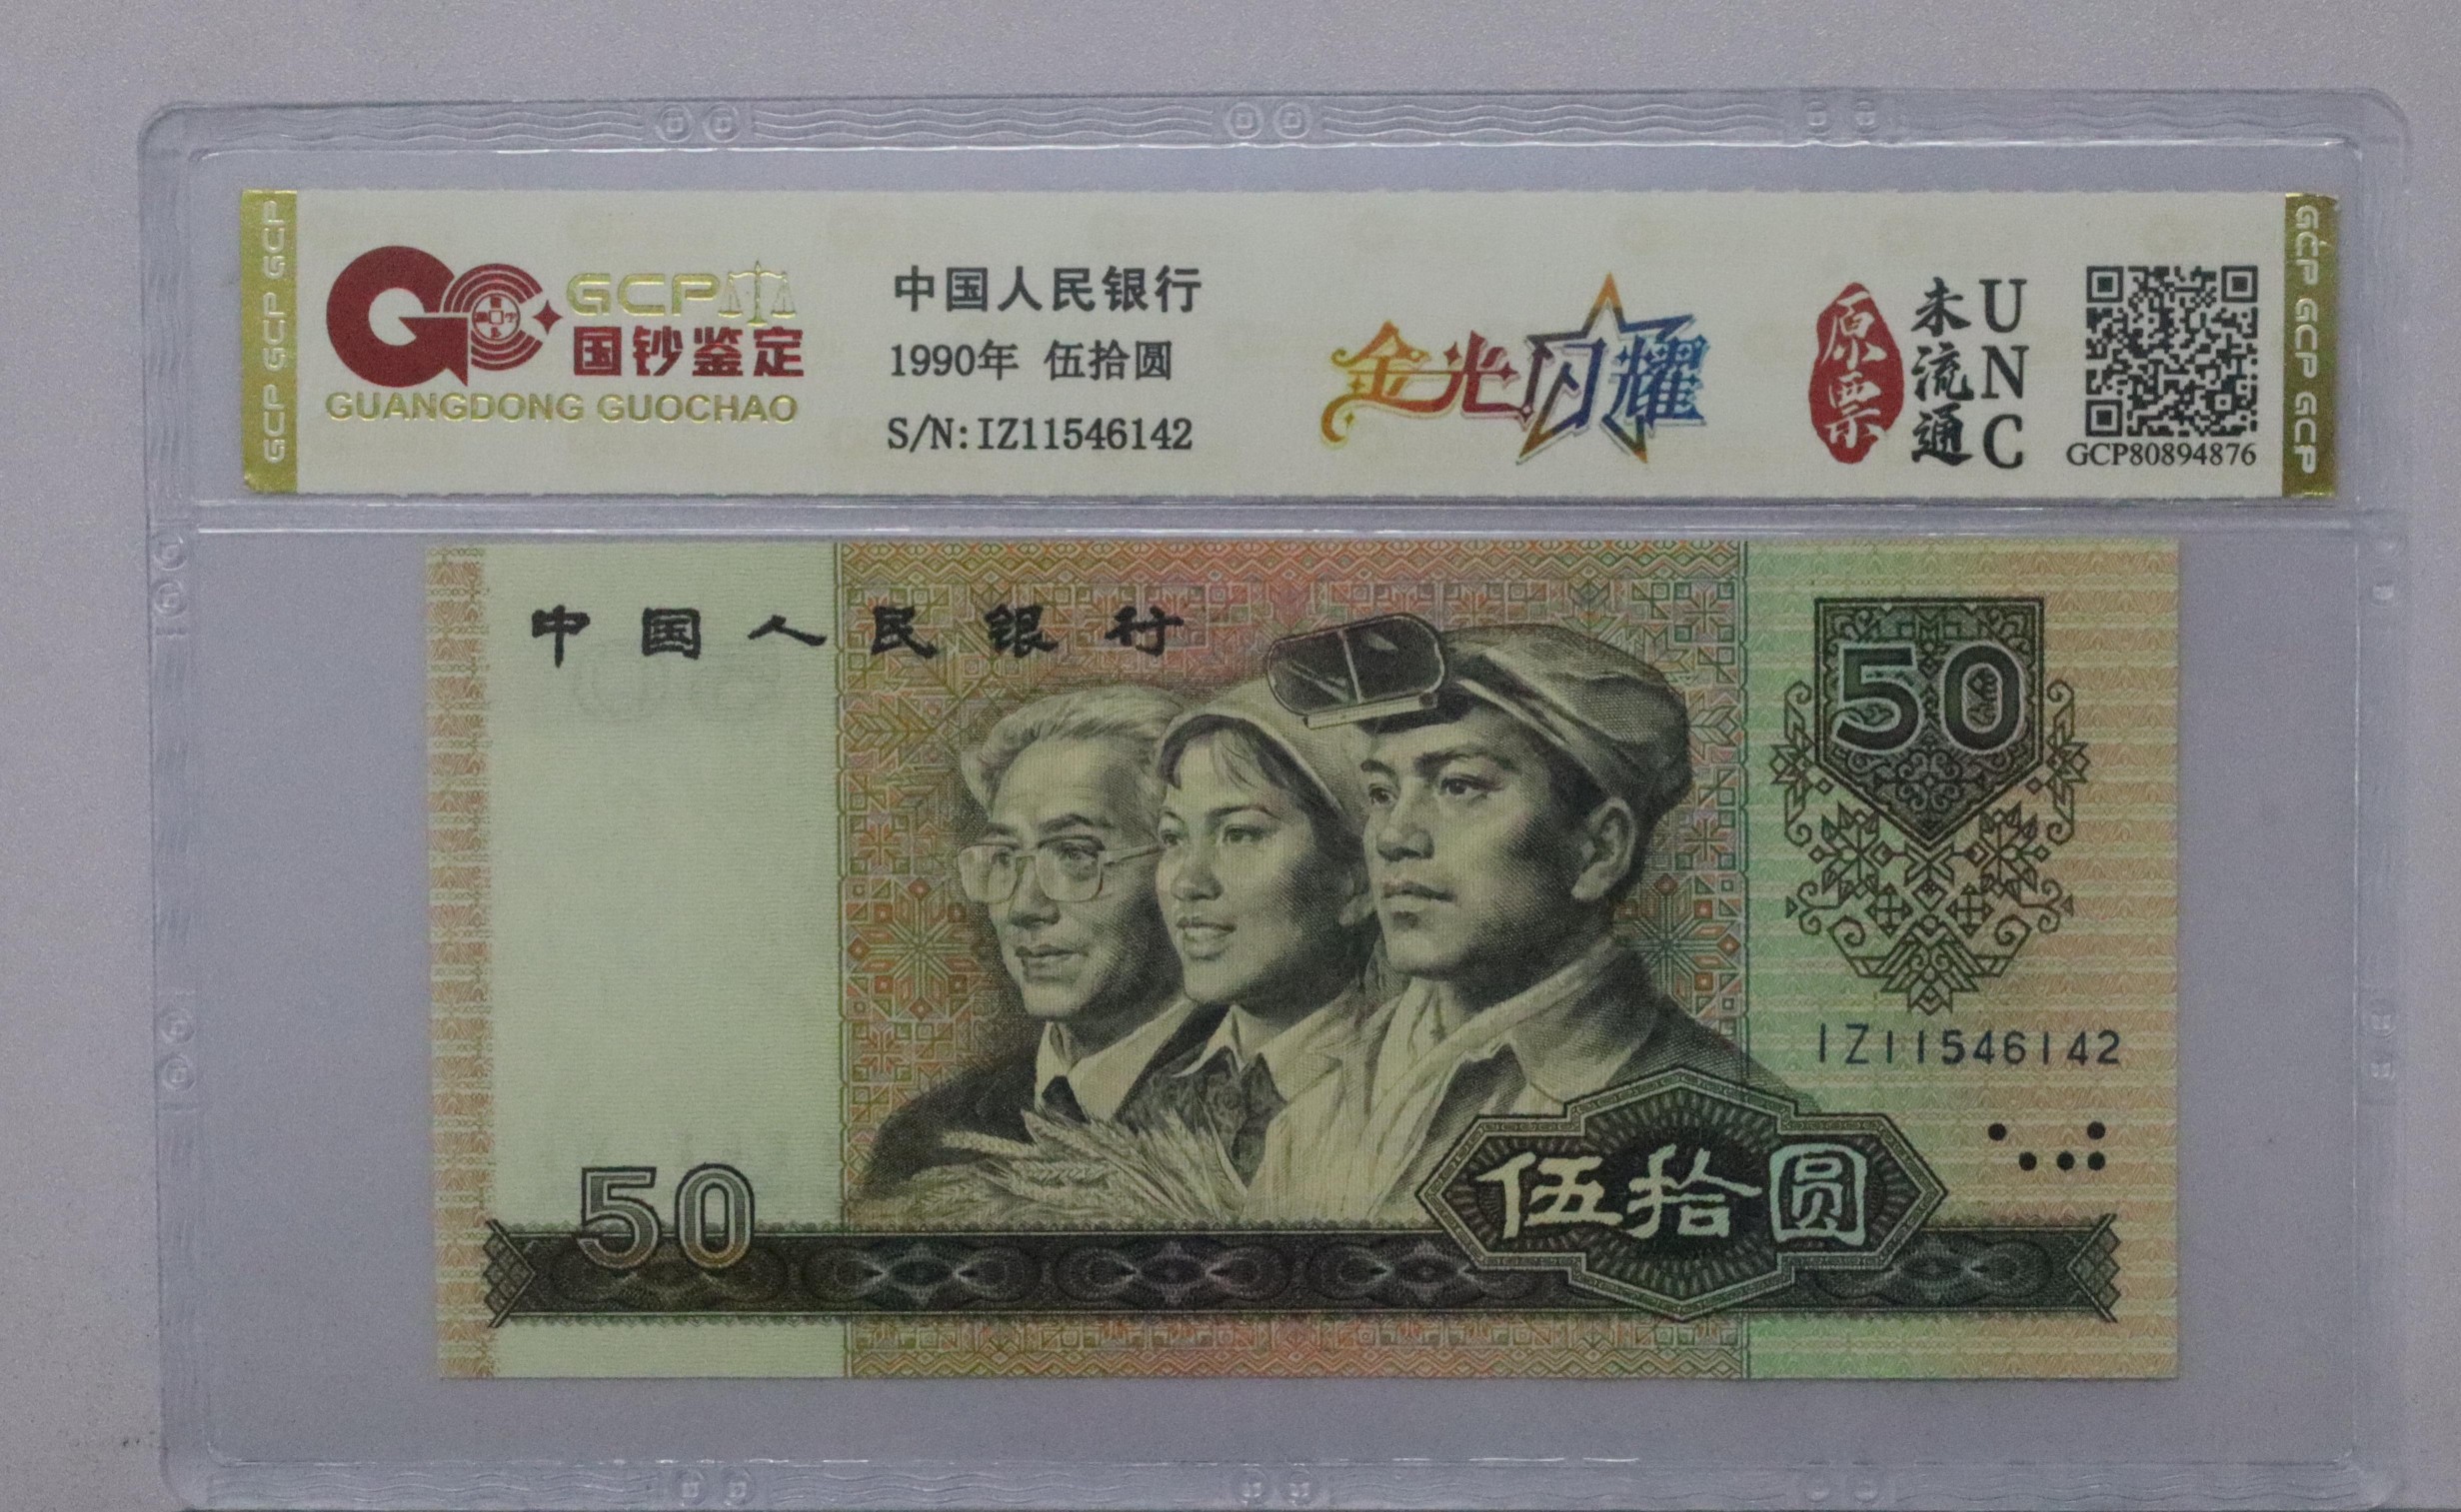 GCP GCP GCP
GCP
国钞鉴定
GUANGDONG GUOCHAO
中国人民银行
1990年 伍拾圆
S/N:IZ11546142
金光闪耀
原票
未流通
UNC
GCP80894876
GCP GCP GCP
中国人民银行
50
IZ11546142
50
伍拾圆